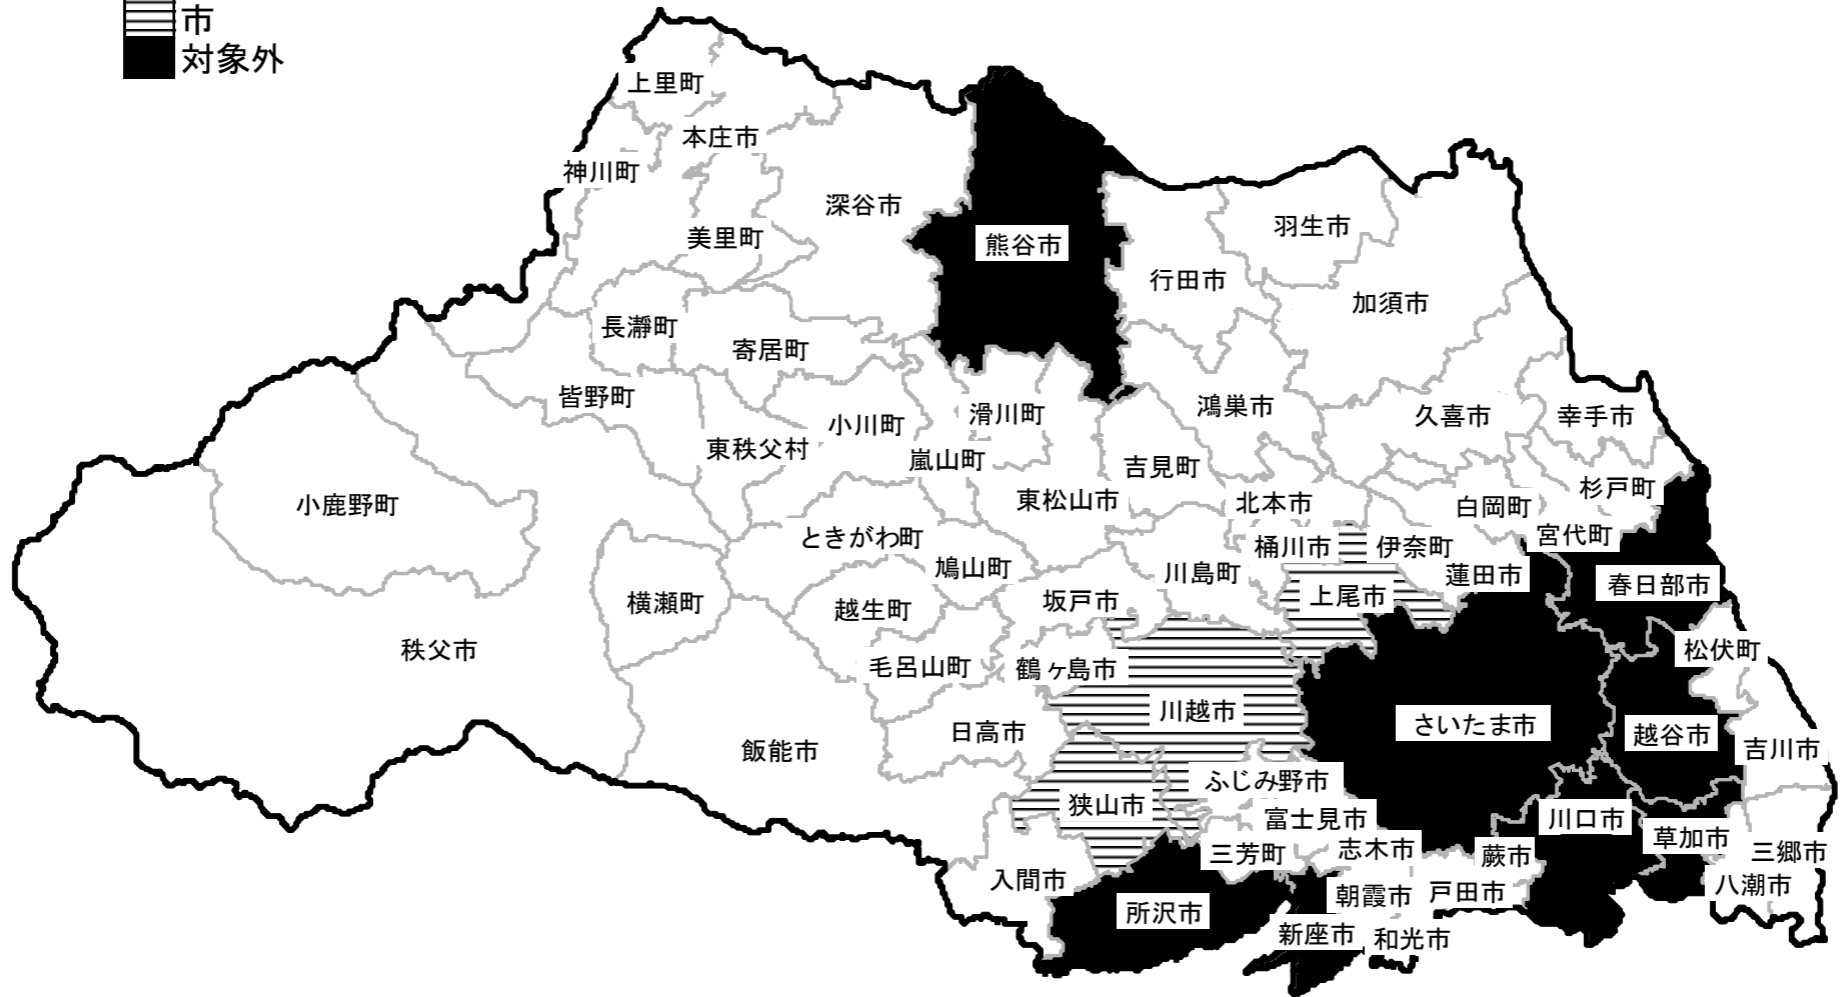 市
対象外
上里町
本庄市
神川町
深谷市
美里町
熊谷市
羽生市
行田市
加須市
長瀞町
寄居町
皆野町
小川町
滑川町
鴻巣市
久喜市
幸手市
東秩父村
嵐山町
吉見町
小鹿野町
東松山市
北本市
白岡町
杉戸町
ときがわ町
桶川市
伊奈町
宮代町
鳩山町
川島町
蓮田市
春日部市
横瀬町
越生町
坂戸市
上尾市
秩父市
毛呂山町
鶴ヶ島市
松伏町
川越市
日高市
さいたま市
越谷市
飯能市
吉川市
ふじみ野市
狭山市
富士見市
川口市
三芳町
志木市
蕨市
草加市
三郷市
入間市
朝霞市
戸田市
八潮市
所沢市
新座市
和光市